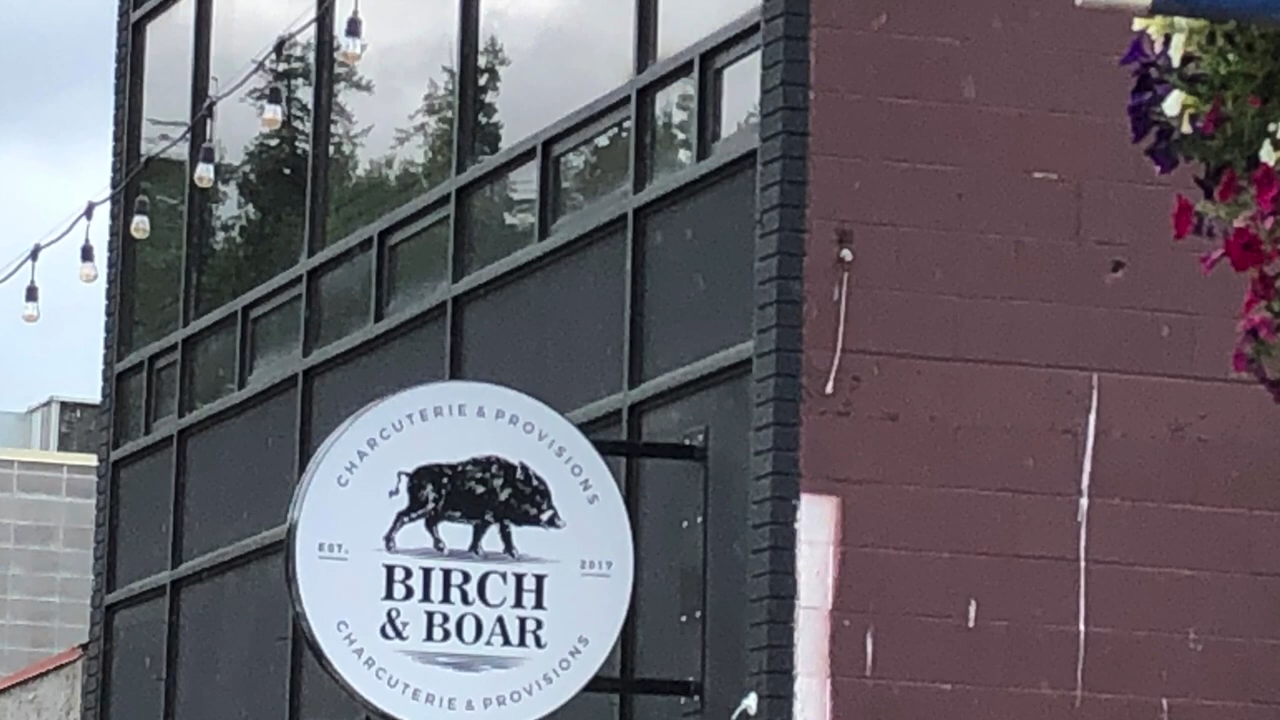 CHARCUTERIE & PROVISIONS
EST. 2017
BIRCH
& BOAR
CHARCUTERIE & PROVISIONS